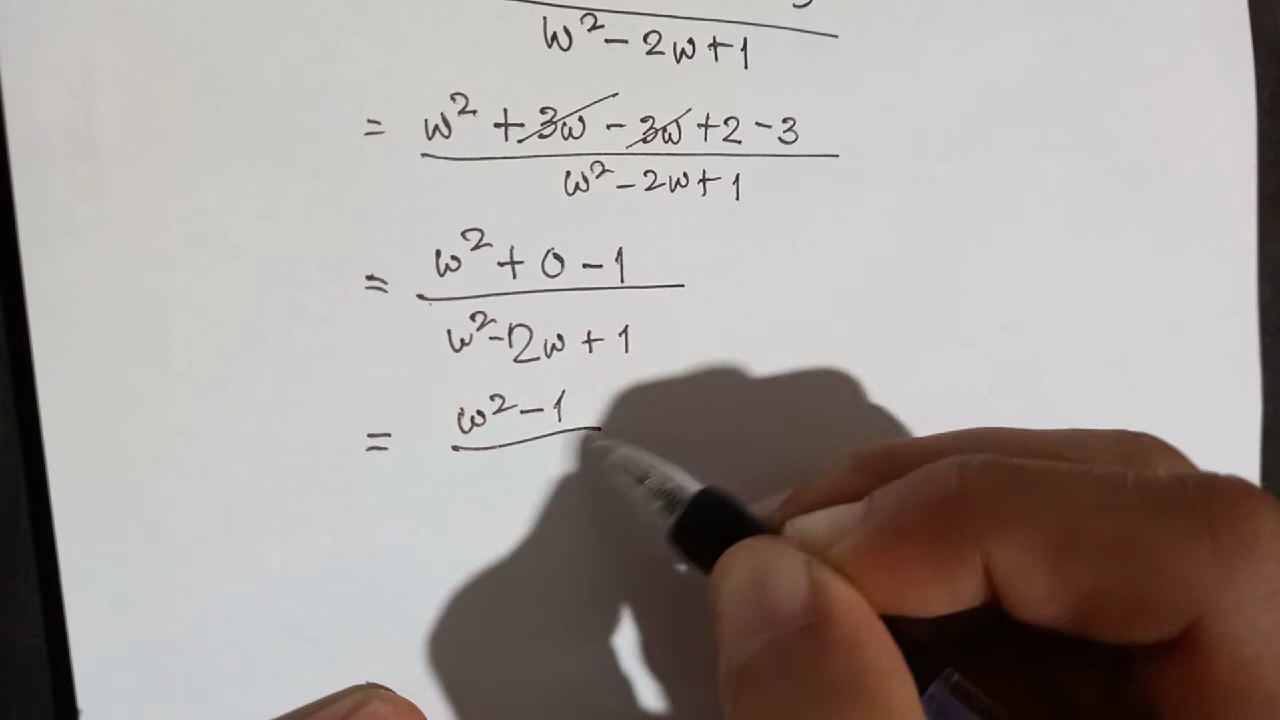 w² - 2w + 1
= w² + 3w - 3w + 2 - 3
w² - 2w + 1
= w² + 0 - 1
w² - 2w + 1
= w² - 1